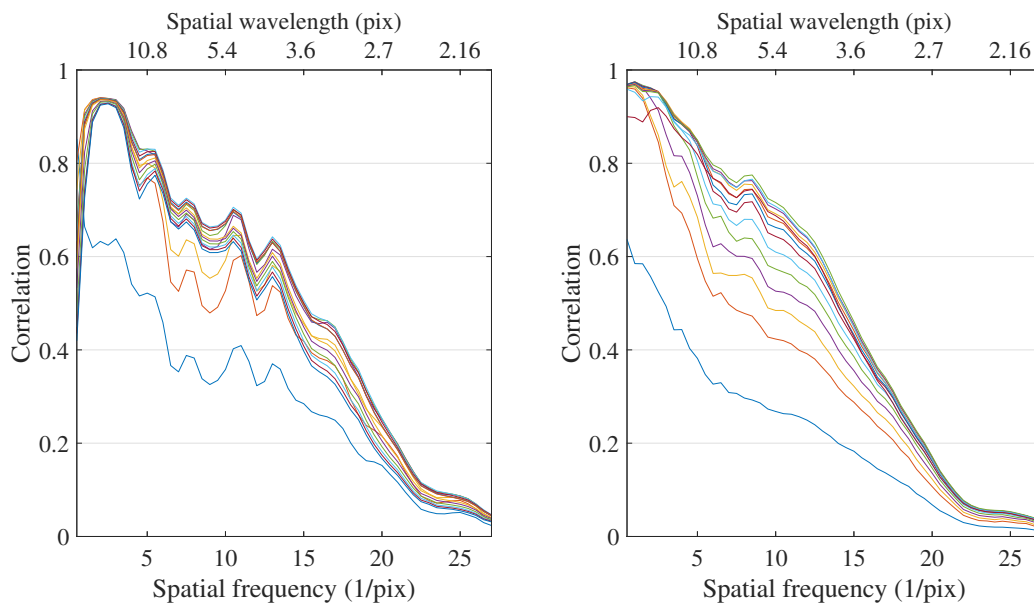 Spatial wavelength (pix)
10.8 5.4 3.6 2.7 2.16
1
0.8
0.6
0.4
0.2
0
Correlation
5 10 15 20 25
Spatial frequency (1/pix)
Spatial wavelength (pix)
10.8 5.4 3.6 2.7 2.16
1
0.8
0.6
0.4
0.2
0
Correlation
5 10 15 20 25
Spatial frequency (1/pix)